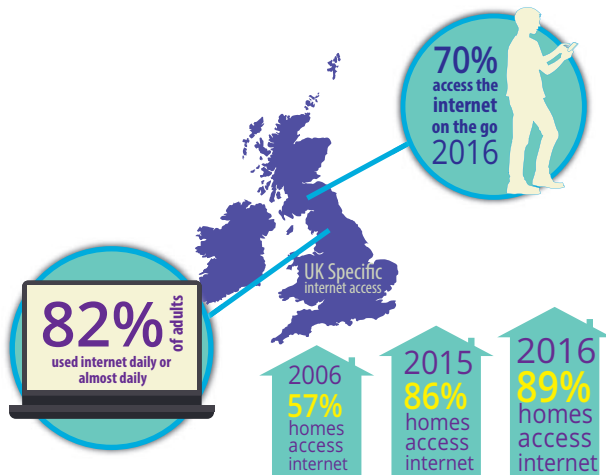 70%
access the
internet
on the go
2016
UK Specific
internet access
82%
of adults
used internet daily or
almost daily
2006
57%
homes
access
internet
2015
86%
homes
access
internet
2016
89%
homes
access
internet